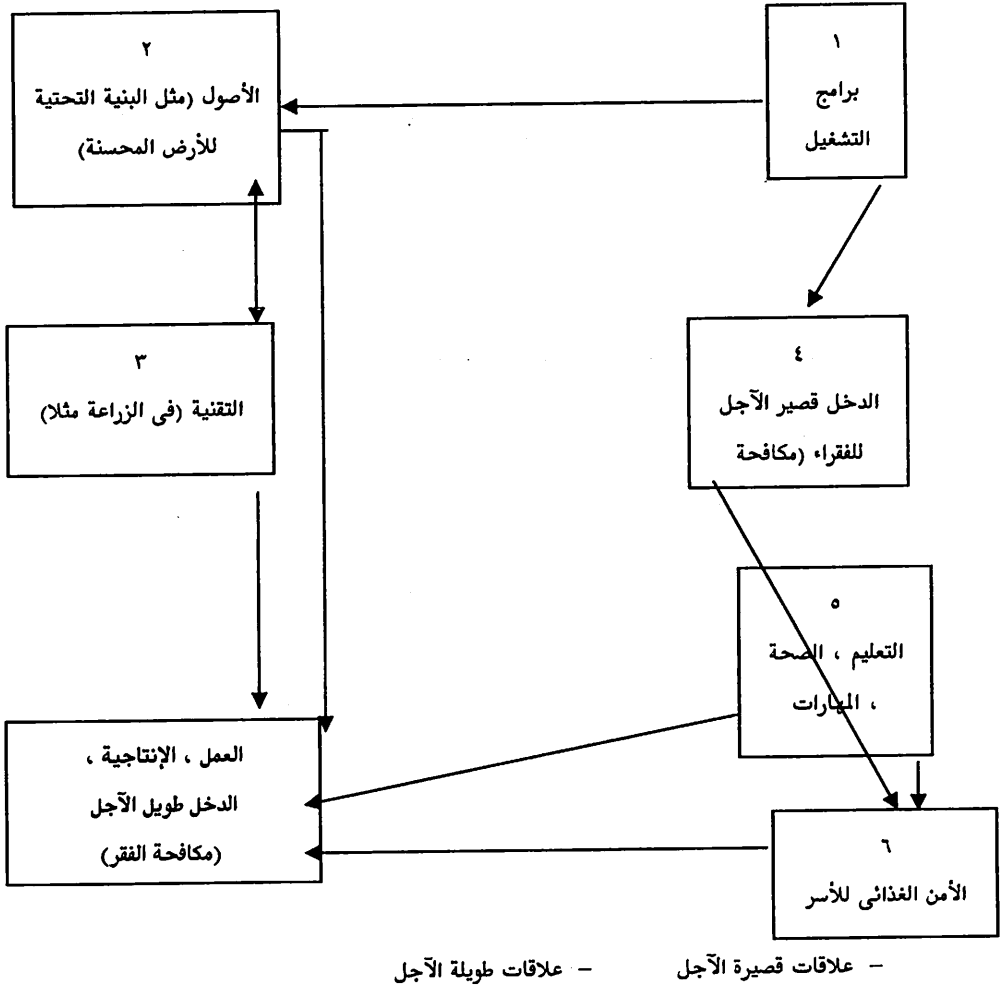 ١
برامج
التشغيل
٢
الأصول (مثل البنية التحتية
للأرض المحسنة)
٣
التقنية (فى الزراعة مثلا)
٤
الدخل قصير الآجل
للفقراء (مكافحة
٥
التعليم ، الصحة
، المهارات
العمل ، الإنتاجية ،
الدخل طويل الآجل
(مكافحة الفقر)
٦
الأمن الغذائى للأسر
– علاقات قصيرة الآجل – علاقات طويلة الآجل